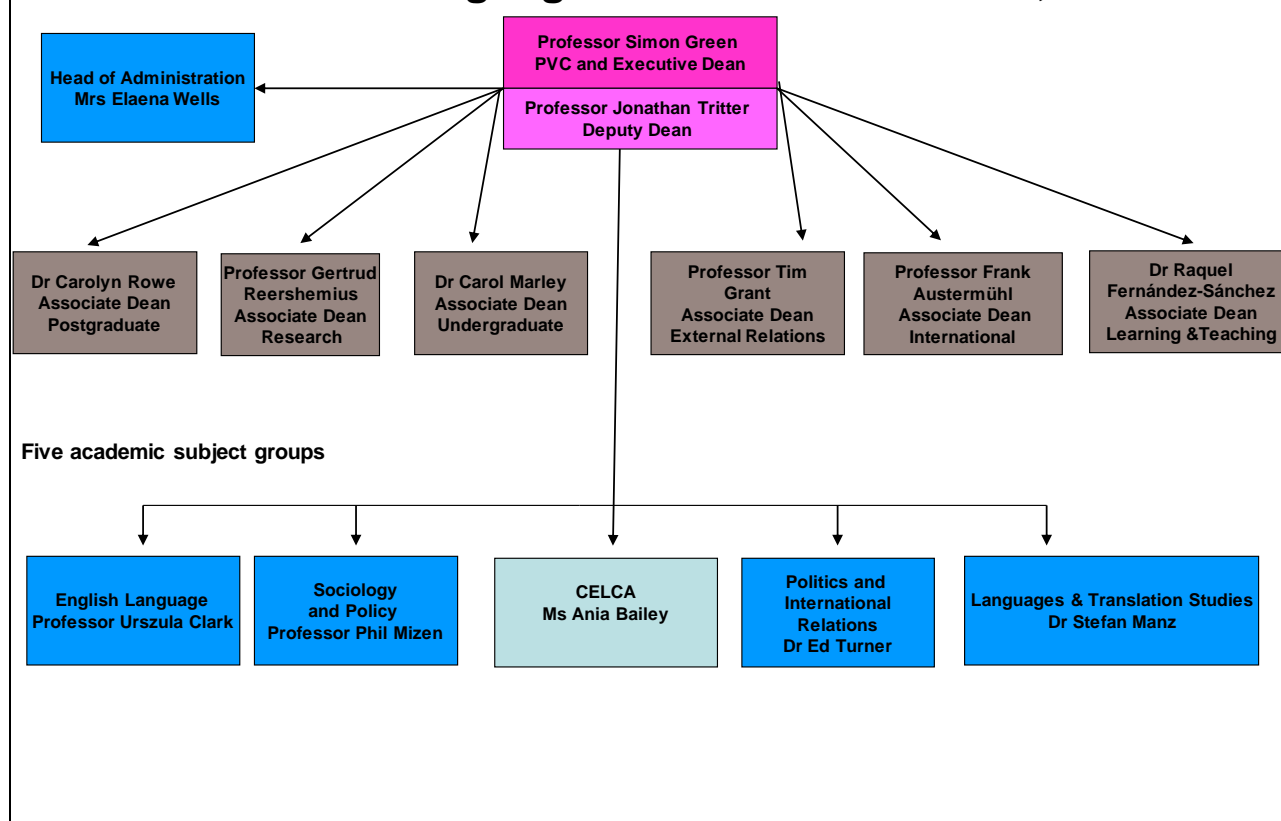 Professor Simon Green
PVC and Executive Dean
Head of Administration
Mrs Elaena Wells
Professor Jonathan Tritter
Deputy Dean
Dr Carolyn Rowe
Associate Dean
Postgraduate
Professor Gertrud
Reershemius
Associate Dean
Research
Dr Carol Marley
Associate Dean
Undergraduate
Professor Tim
Grant
Associate Dean
External Relations
Professor Frank
Austermühl
Associate Dean
International
Dr Raquel
Fernández-Sánchez
Associate Dean
Learning &Teaching
Five academic subject groups
English Language
Professor Urszula Clark
Sociology
and Policy
Professor Phil Mizen
CELCA
Ms Ania Bailey
Politics and
International
Relations
Dr Ed Turner
Languages & Translation Studies
Dr Stefan Manz